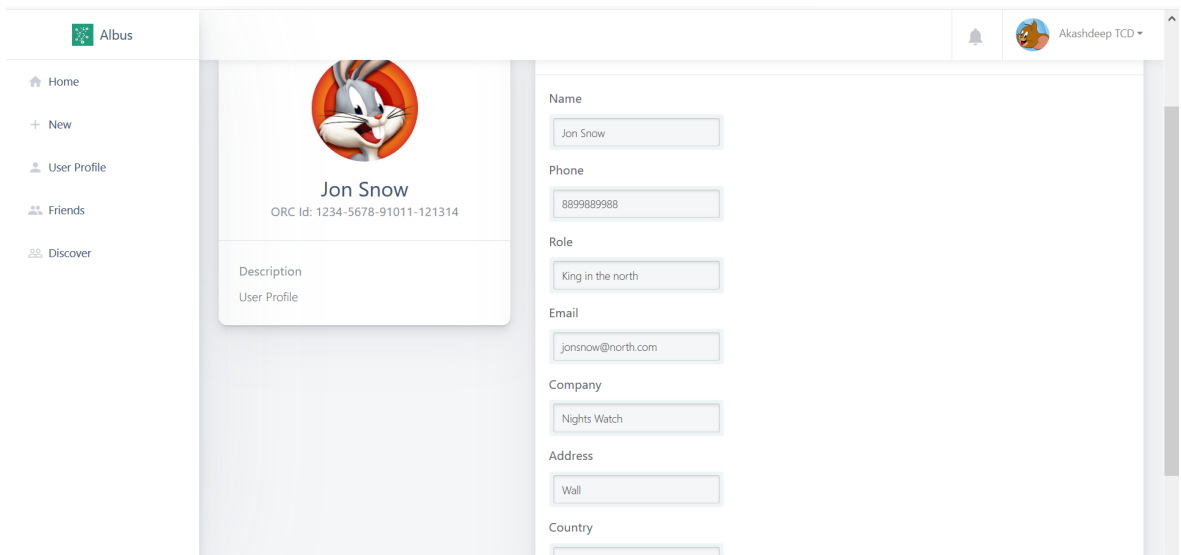 Albus
Akashdeep TCD
Home
New
User Profile
Friends
Discover
Jon Snow
ORC Id: 1234-5678-91011-121314
Description
User Profile
Name
Jon Snow
Phone
8899889988
Role
King in the north
Email
jonsnow@north.com
Company
Nights Watch
Address
Wall
Country